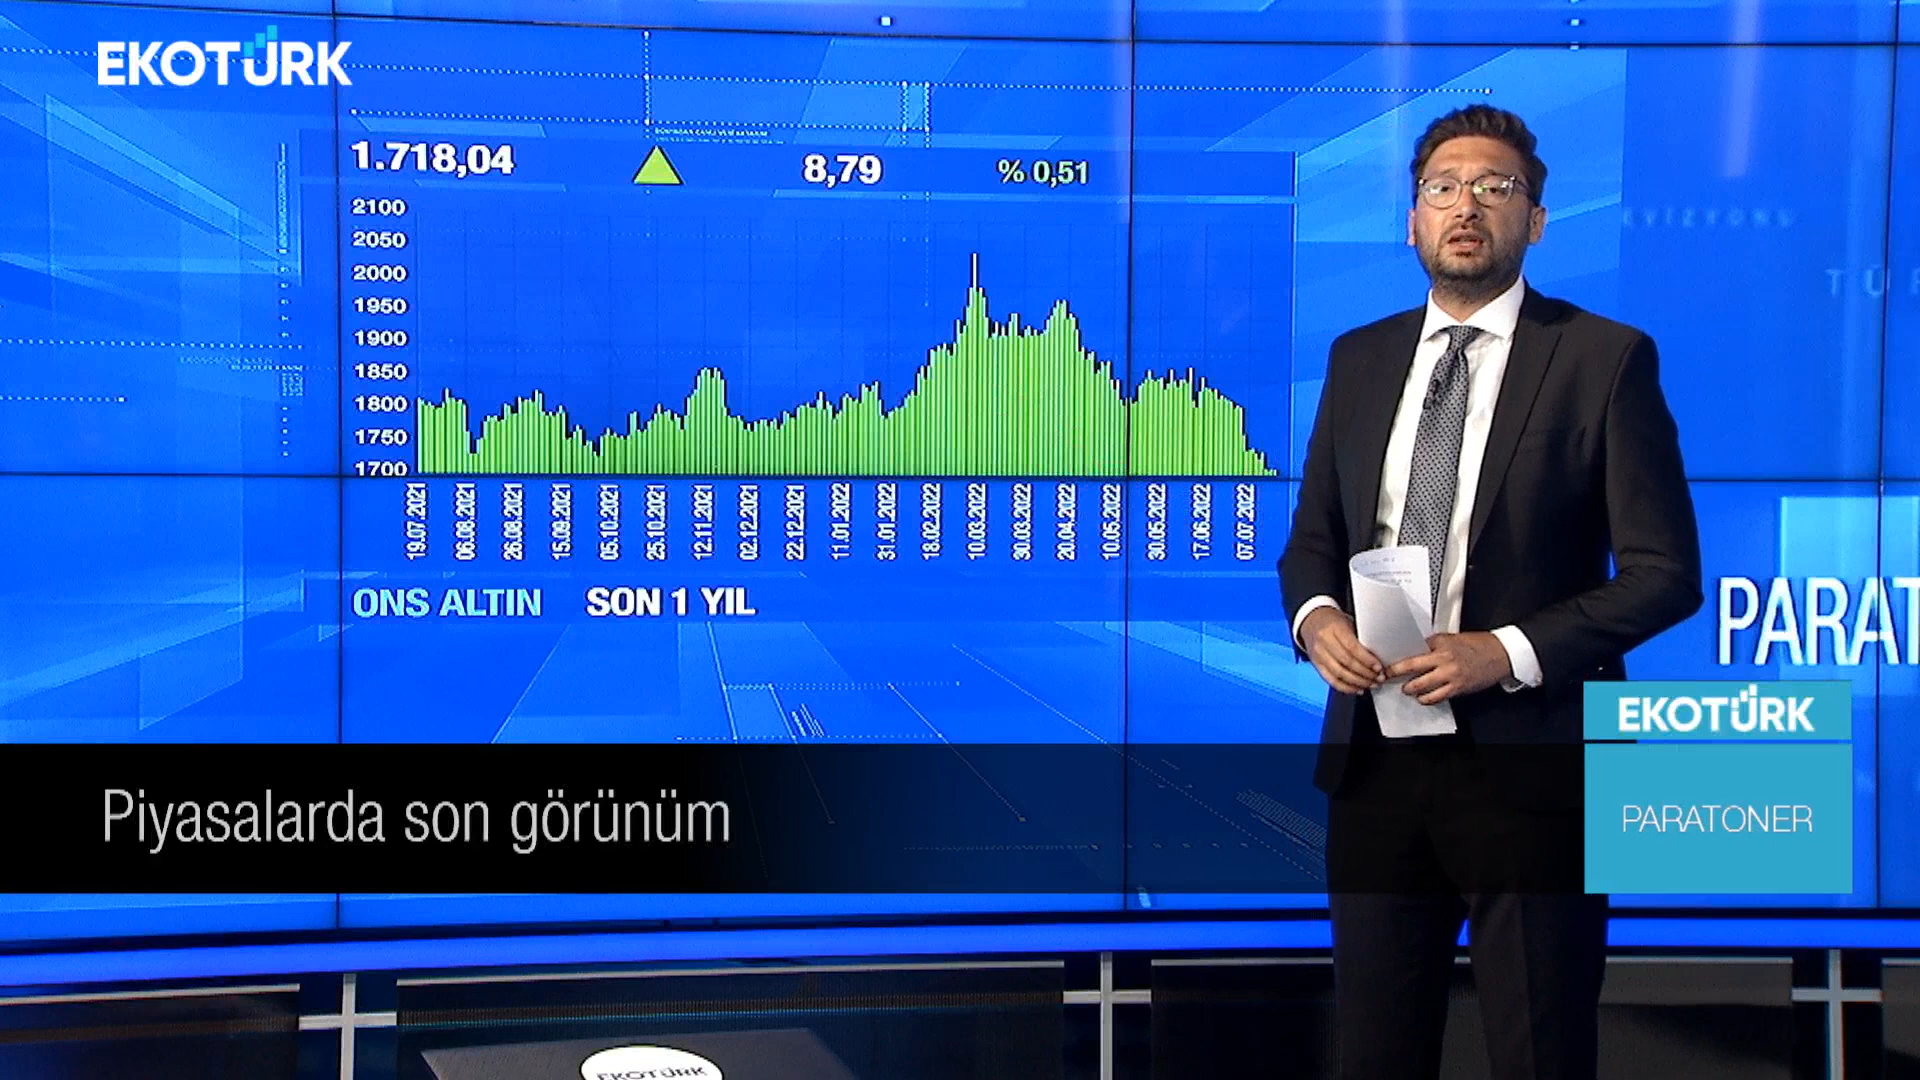 EKOTÜRK
1.718,04 8,79 % 0,51
2100
2050
2000
1950
1900
1850
1800
1750
1700
19.07.2021 06.08.2021 26.08.2021 15.09.2021 05.10.2021 25.10.2021 12.11.2021 02.12.2021 22.12.2021 11.01.2022 31.01.2022 18.02.2022 10.03.2022 30.03.2022 20.04.2022 10.05.2022 30.05.2022 17.06.2022 07.07.2022
ONS ALTIN SON 1 YIL
PARAT
EKOTÜRK
PARATONER
Piyasalarda son görünüm
EKOTÜRK